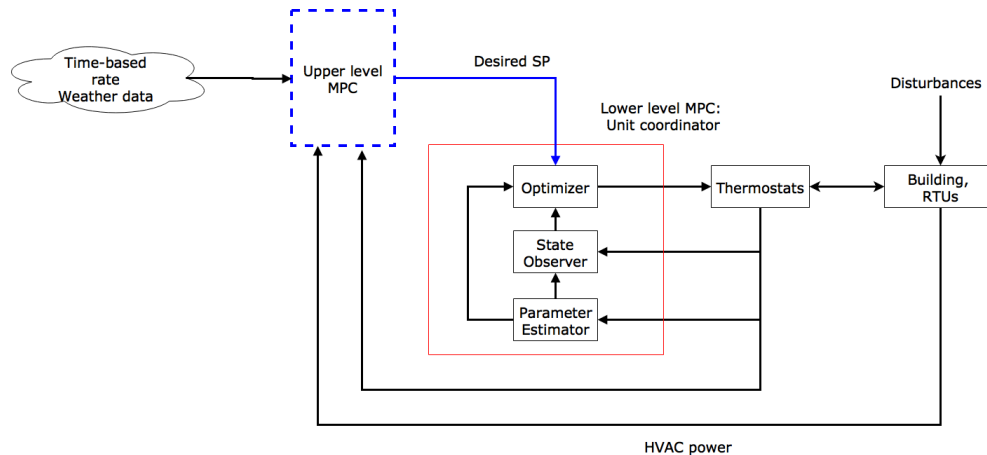 Time-based
rate
Weather data
Upper level
MPC
Desired SP
Lower level MPC:
Unit coordinator
Disturbances
Optimizer
Thermostats
Building,
RTUs
State
Observer
Parameter
Estimator
HVAC power